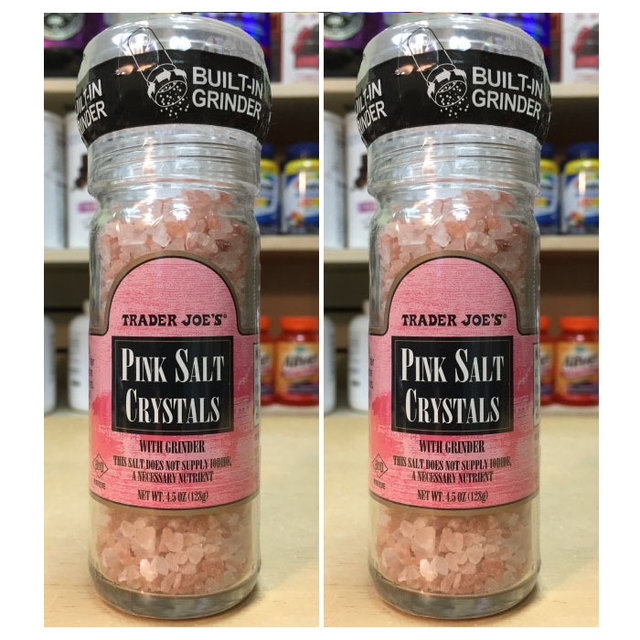 BUILT-IN
GRINDER
TRADER JOE'S®
PINK SALT
CRYSTALS
WITH GRINDER
THIS SALT DOES NOT SUPPLY IODIDE,
A NECESSARY NUTRIENT
NET WT. 4.5 OZ (128g)
BUILT-IN
GRINDER
TRADER JOE'S®
PINK SALT
CRYSTALS
WITH GRINDER
THIS SALT DOES NOT SUPPLY IODIDE,
A NECESSARY NUTRIENT
NET WT. 4.5 OZ (128g)